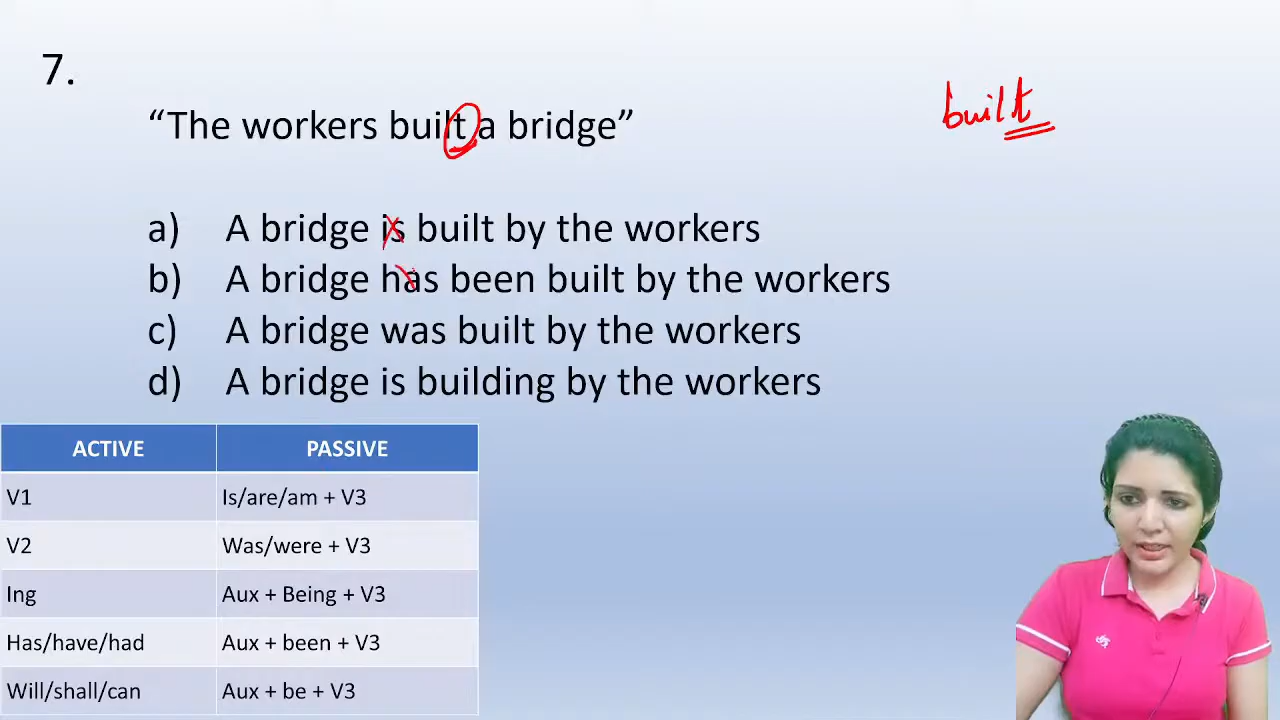 7.
“The workers built a bridge”
built
a) A bridge is built by the workers
b) A bridge has been built by the workers
c) A bridge was built by the workers
d) A bridge is building by the workers
ACTIVE PASSIVE
V1 Is/are/am + V3
V2 Was/were + V3
Ing Aux + Being + V3
Has/have/had Aux + been + V3
Will/shall/can Aux + be + V3